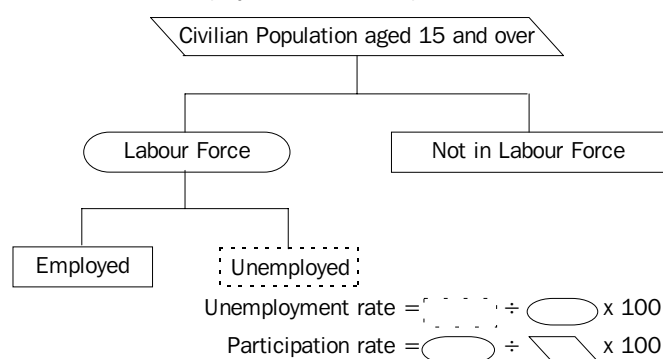 Civilian Population aged 15 and over
Labour Force
Not in Labour Force
Employed
Unemployed
Unemployment rate = ÷ x 100
Participation rate = ÷ x 100